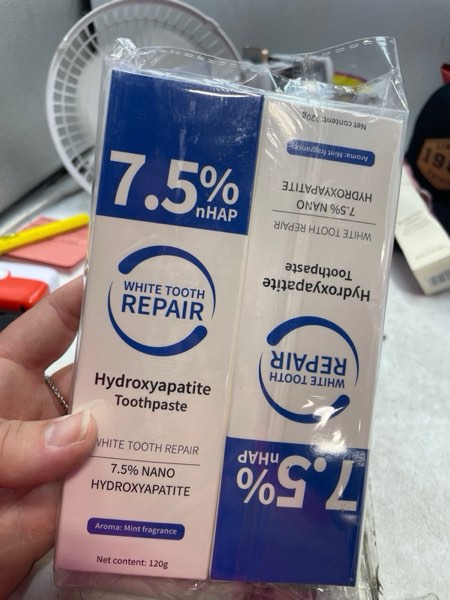 7.5%
nHAP
WHITE TOOTH
REPAIR
Hydroxyapatite
Toothpaste
WHITE TOOTH REPAIR
7.5% NANO
HYDROXYAPATITE
Aroma: Mint fragrance
Net content: 120g
7.5%
nHAP
WHITE TOOTH
REPAIR
Hydroxyapatite
Toothpaste
WHITE TOOTH REPAIR
7.5% NANO
HYDROXYAPATITE
Aroma: Mint fragrance
Net content: 120g